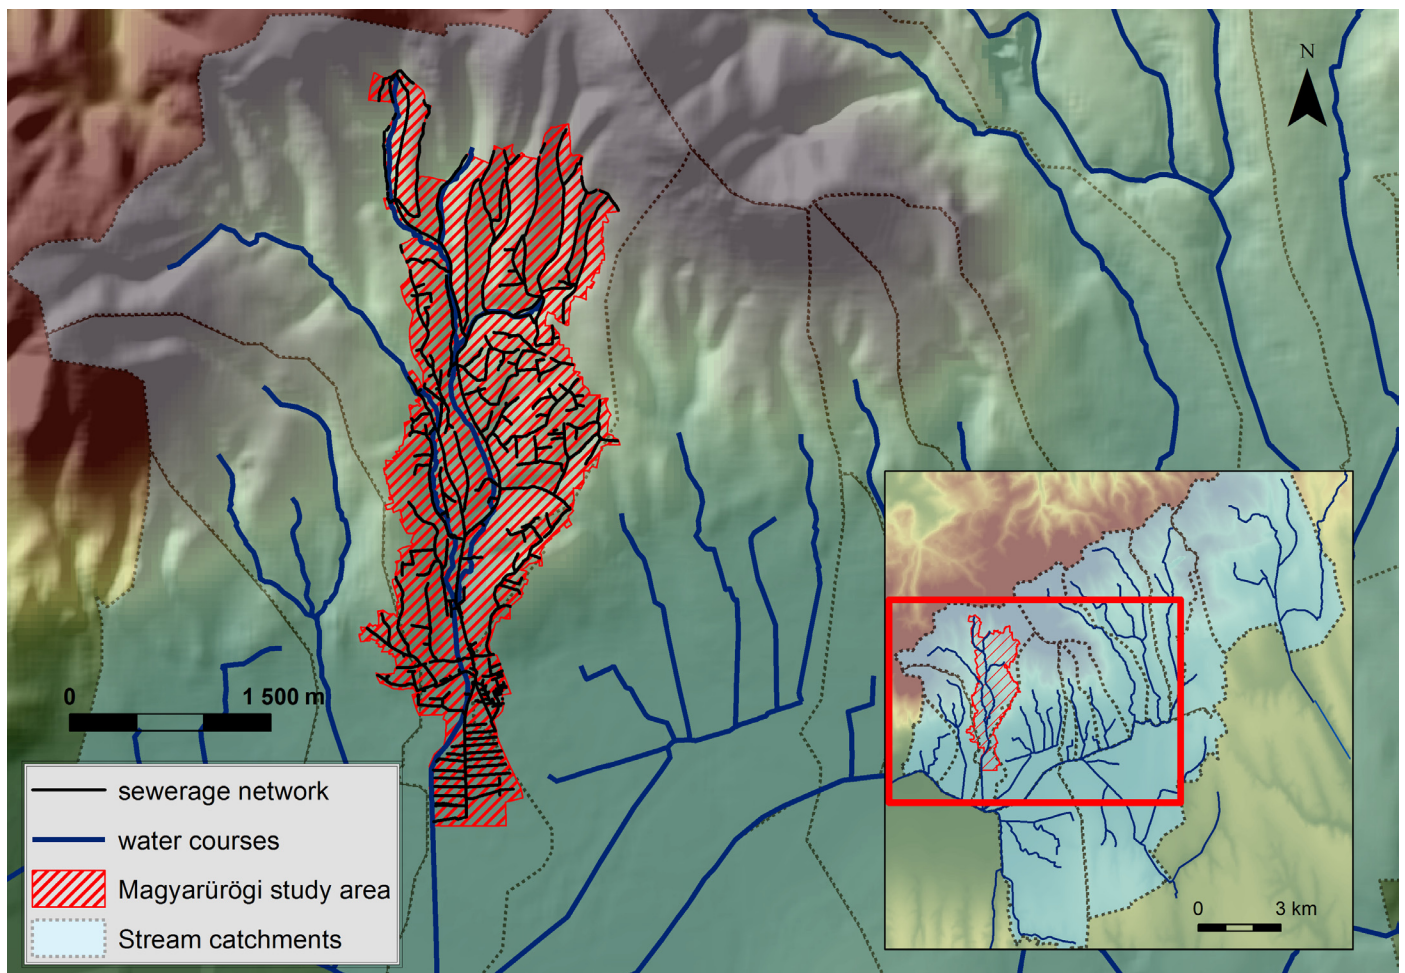 N
0 1 500 m
sewerage network
water courses
Magyarürögi study area
Stream catchments
0 3 km